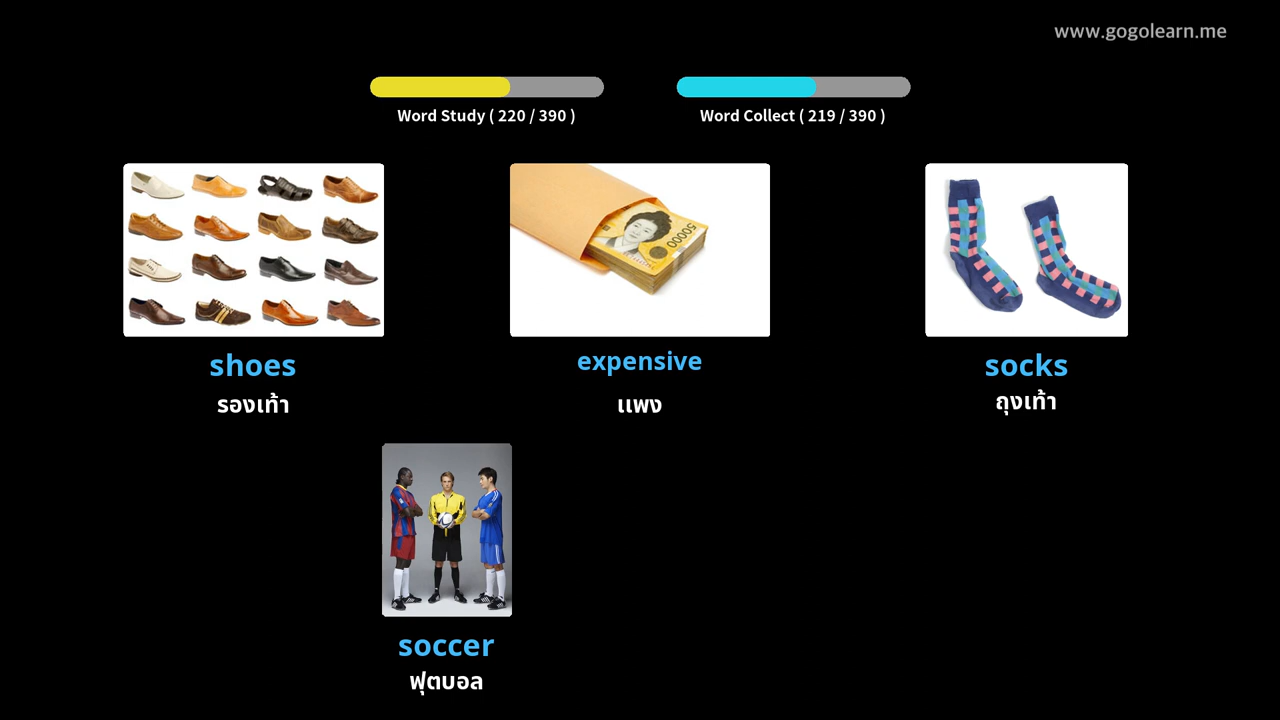 www.gogolearn.me
Word Study ( 220 / 390 )
Word Collect ( 219 / 390 )
50000
shoes
expensive
socks
รองเท้า
แพง
ถุงเท้า
soccer
ฟุตบอล